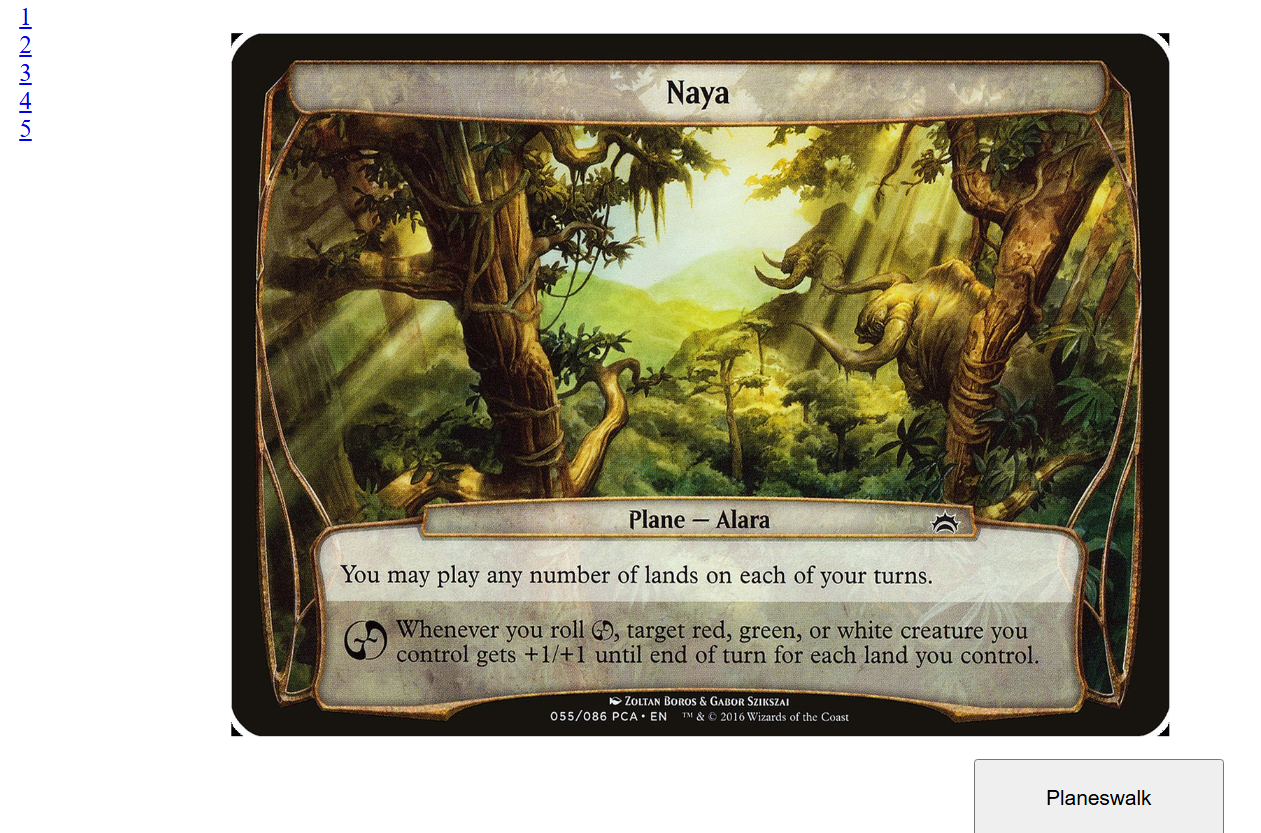 1
2
3
4
5
Naya
Plane — Alara
You may play any number of lands on each of your turns.
Whenever you roll , target red, green, or white creature you
control gets +1/+1 until end of turn for each land you control.
Zoltan Boros & Gabor Szikszai
055/086 PCA • EN ™ & © 2016 Wizards of the Coast
Planeswalk